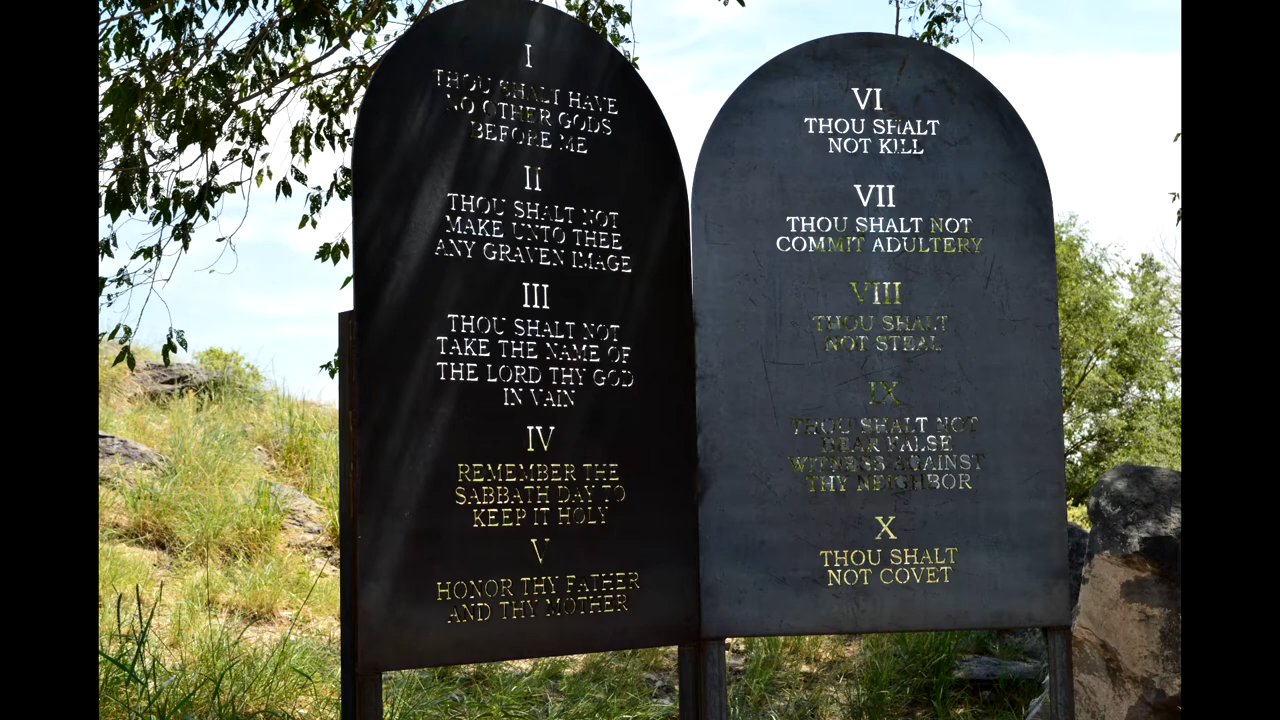 I
THOU SHALT HAVE
NO OTHER GODS
BEFORE ME
II
THOU SHALT NOT
MAKE UNTO THEE
ANY GRAVEN IMAGE
III
THOU SHALT NOT
TAKE THE NAME OF
THE LORD THY GOD
IN VAIN
IV
REMEMBER THE
SABBATH DAY TO
KEEP IT HOLY
V
HONOR THY FATHER
AND THY MOTHER
VI
THOU SHALT
NOT KILL
VII
THOU SHALT NOT
COMMIT ADULTERY
VIII
THOU SHALT
NOT STEAL
IX
THOU SHALT NOT
BEAR FALSE
WITNESS AGAINST
THY NEIGHBOR
X
THOU SHALT
NOT COVET